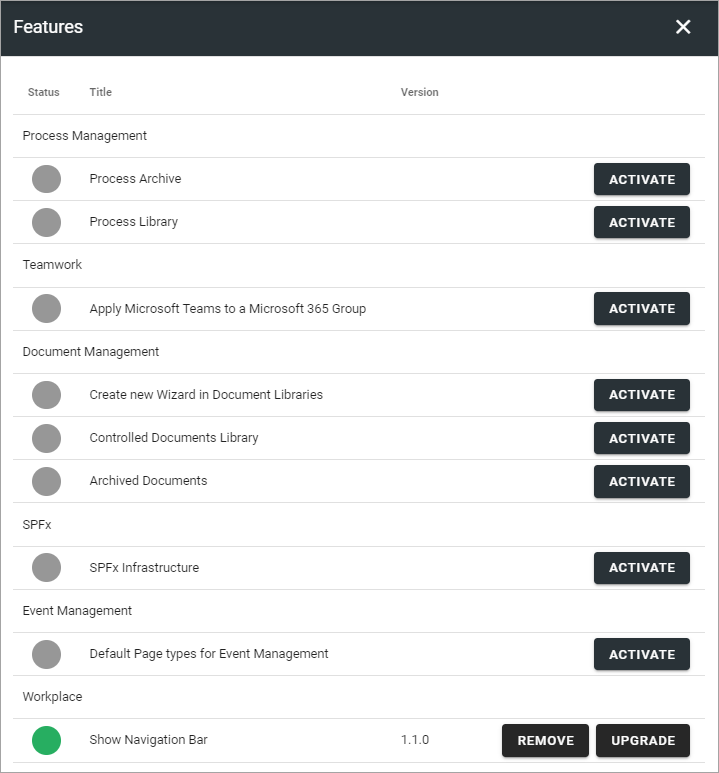 Features
Status Title Version
Process Management
Process Archive ACTIVATE
Process Library ACTIVATE
Teamwork
Apply Microsoft Teams to a Microsoft 365 Group ACTIVATE
Document Management
Create new Wizard in Document Libraries ACTIVATE
Controlled Documents Library ACTIVATE
Archived Documents ACTIVATE
SPFx
SPFx Infrastructure ACTIVATE
Event Management
Default Page types for Event Management ACTIVATE
Workplace
Show Navigation Bar 1.1.0 REMOVE UPGRADE